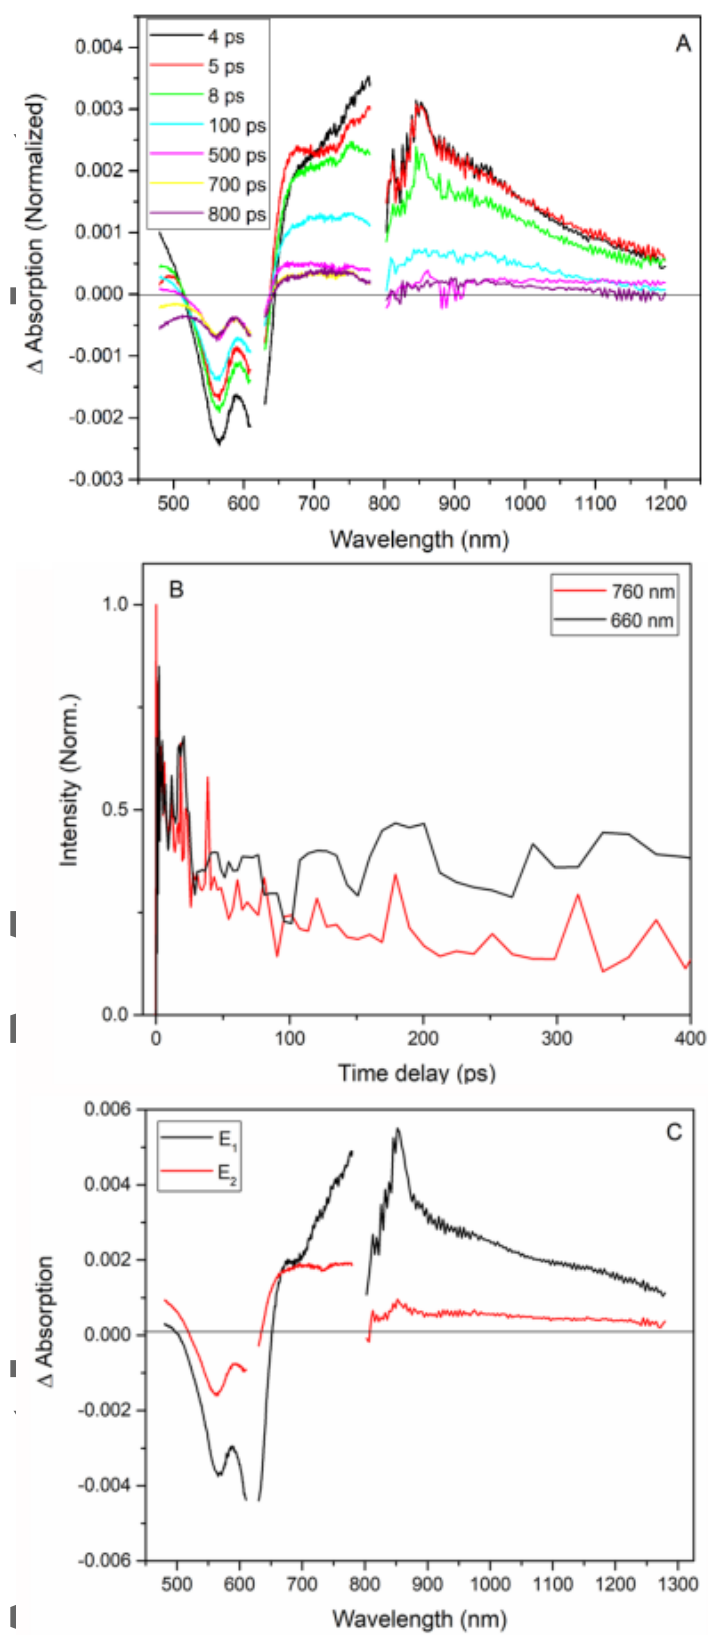 A
4 ps
5 ps
8 ps
100 ps
500 ps
700 ps
800 ps
0.004
0.003
0.002
0.001
0.000
-0.001
-0.002
-0.003
Δ Absorption (Normalized)
500 600 700 800 900 1000 1100 1200
Wavelength (nm)
B
760 nm
660 nm
1.0
0.5
0.0
Intensity (Norm.)
0 100 200 300 400
Time delay (ps)
C
E1
E2
0.006
0.004
0.002
0.000
-0.002
-0.004
-0.006
Δ Absorption
500 600 700 800 900 1000 1100 1200 1300
Wavelength (nm)